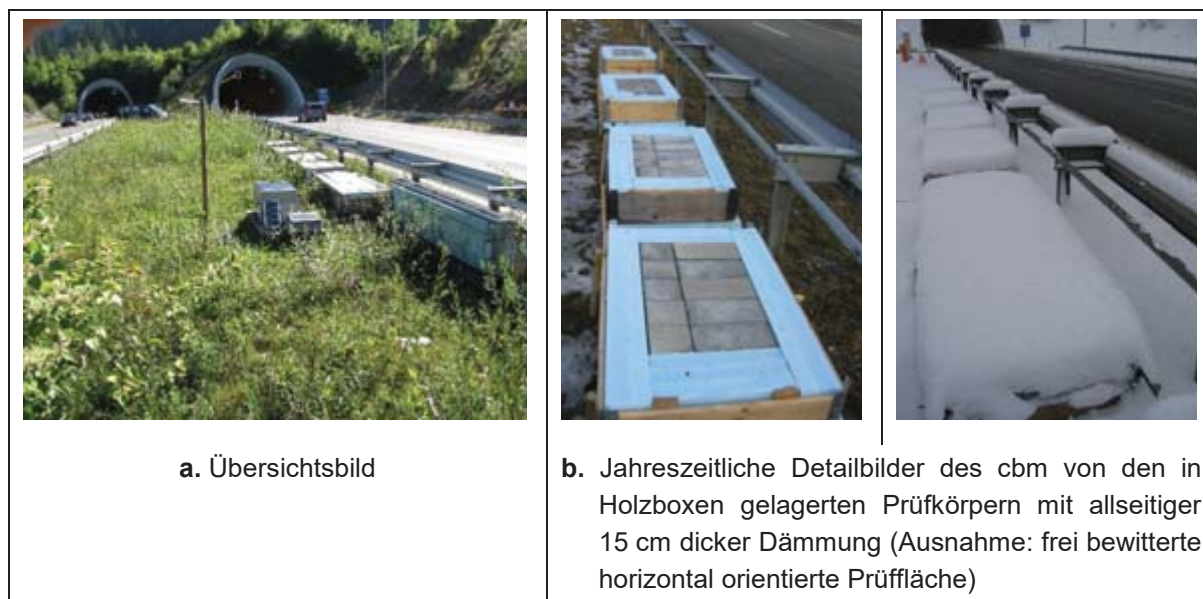 a. Übersichtsbild
b. Jahreszeitliche Detailbilder des cbm von den in
Holzboxen gelagerten Prüfkörpern mit allseitiger
15 cm dicker Dämmung (Ausnahme: frei bewitterte
horizontal orientierte Prüffläche)